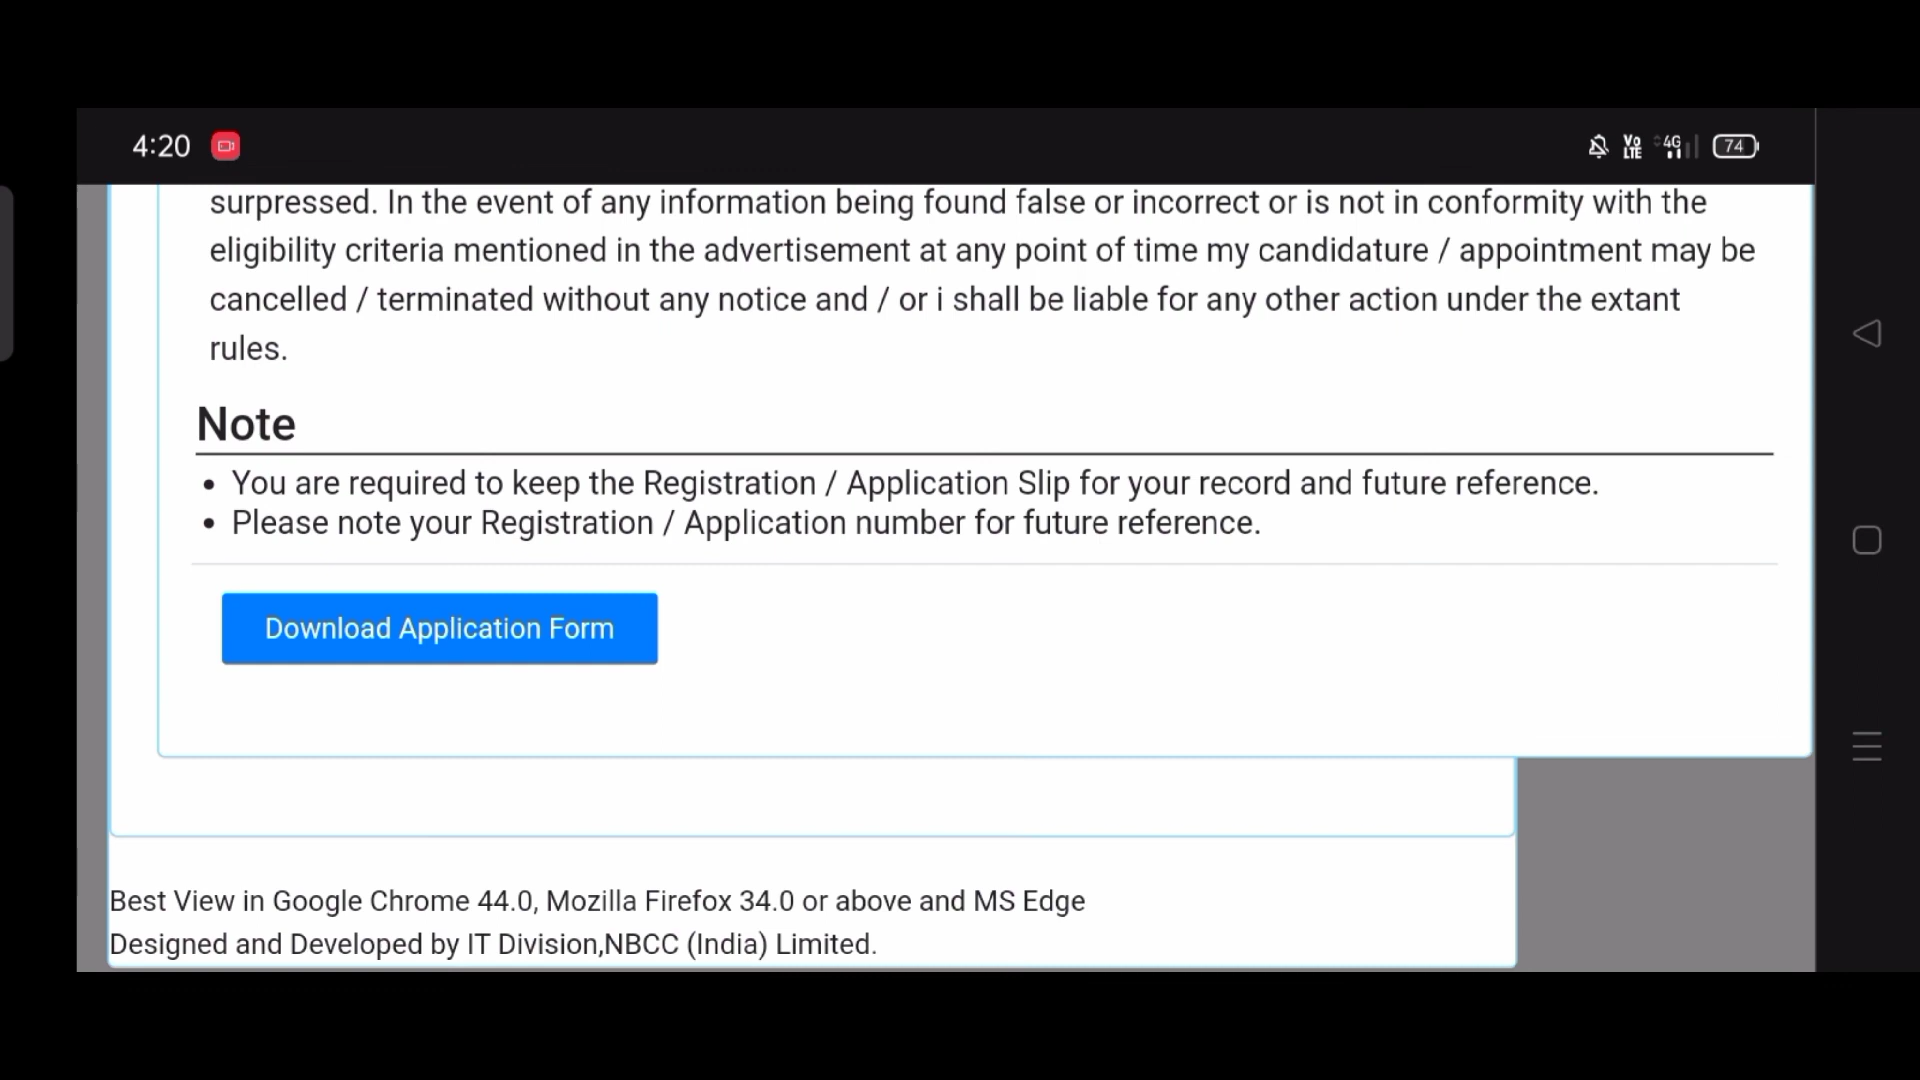 4:20
Vo LTE 4G 74
surpressed. In the event of any information being found false or incorrect or is not in conformity with the
eligibility criteria mentioned in the advertisement at any point of time my candidature / appointment may be
cancelled / terminated without any notice and / or i shall be liable for any other action under the extant
rules.
Note
• You are required to keep the Registration / Application Slip for your record and future reference.
• Please note your Registration / Application number for future reference.
Download Application Form
Best View in Google Chrome 44.0, Mozilla Firefox 34.0 or above and MS Edge
Designed and Developed by IT Division,NBCC (India) Limited.